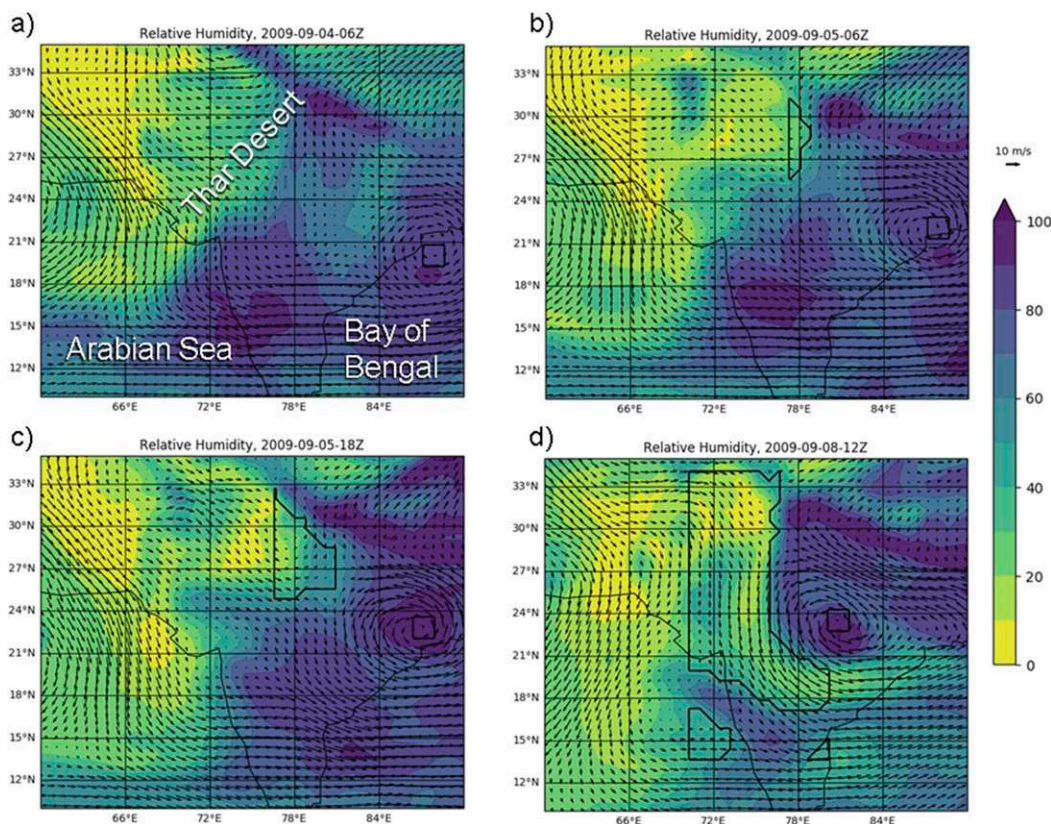 a)
Relative Humidity, 2009-09-04-06Z
33°N
30°N
27°N
24°N
21°N
18°N
15°N
12°N
Thar Desert
Arabian Sea
Bay of
Bengal
66°E
72°E
78°E
84°E
b)
Relative Humidity, 2009-09-05-06Z
33°N
30°N
27°N
24°N
21°N
18°N
15°N
12°N
66°E
72°E
78°E
84°E
10 m/s
100
80
60
40
20
0
c)
Relative Humidity, 2009-09-05-18Z
33°N
30°N
27°N
24°N
21°N
18°N
15°N
12°N
66°E
72°E
78°E
84°E
d)
Relative Humidity, 2009-09-08-12Z
33°N
30°N
27°N
24°N
21°N
18°N
15°N
12°N
66°E
72°E
78°E
84°E